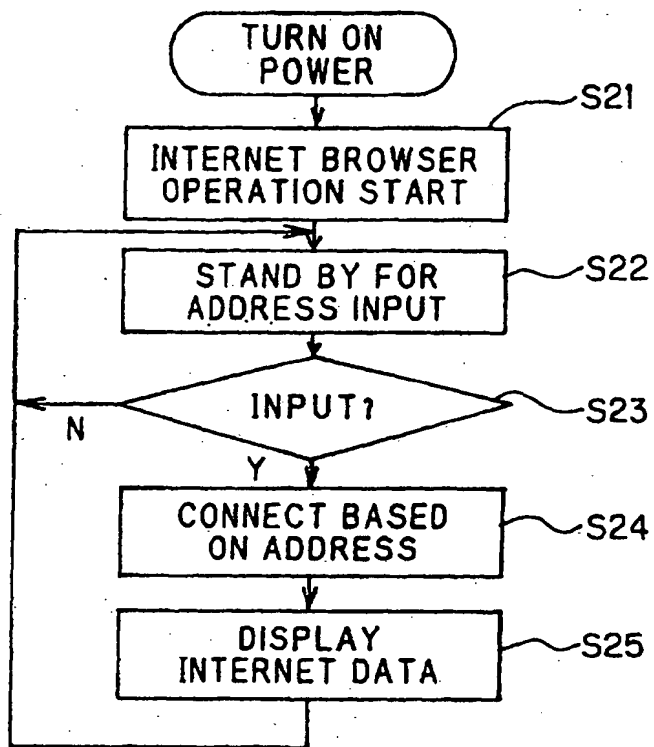 TURN ON
POWER
S21
INTERNET BROWSER
OPERATION START
STAND BY FOR
ADDRESS INPUT
S22
INPUT?
S23
N
Y
CONNECT BASED
ON ADDRESS
S24
DISPLAY
INTERNET DATA
S25